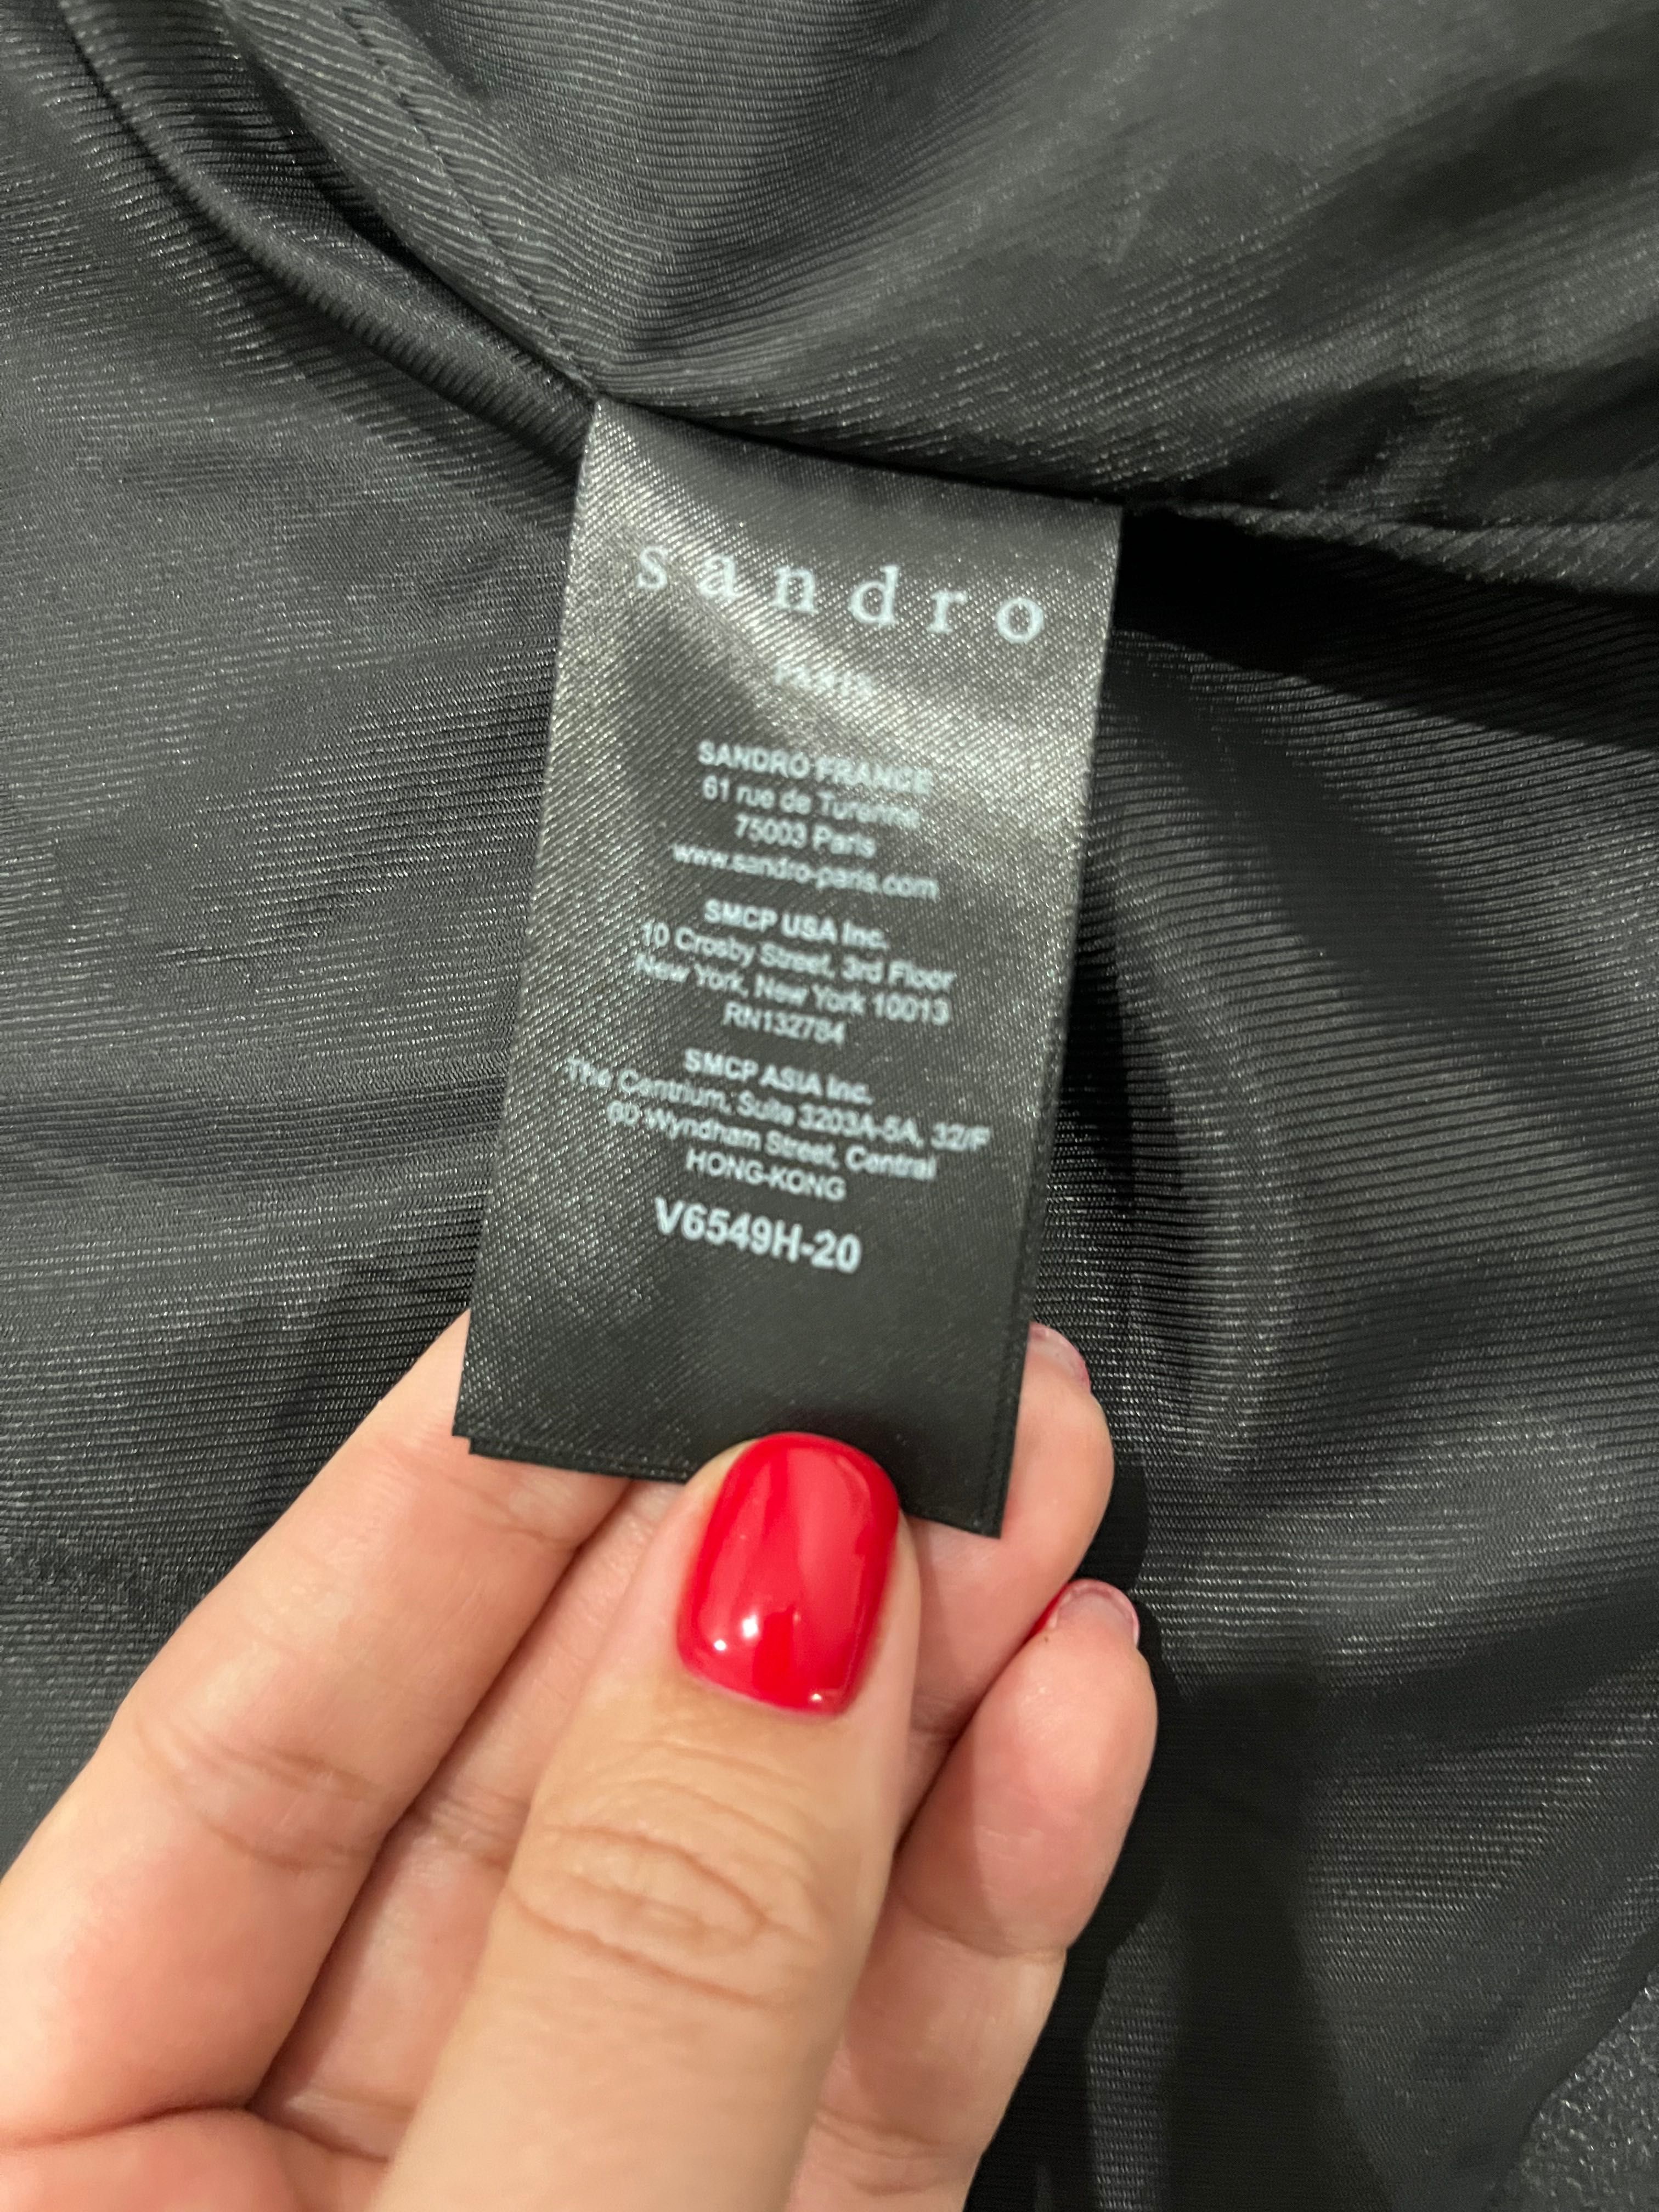 sandro
PARIS
SANDRO FRANCE
61 rue de Turenne
75003 Paris
www.sandro-paris.com
SMCP USA Inc.
10 Crosby Street, 3rd Floor
New York, New York 10013
RN132784
SMCP ASIA Inc.
The Centrium, Suite 3203A-5A, 32/F
60 Wyndham Street, Central
HONG-KONG
V6549H-20